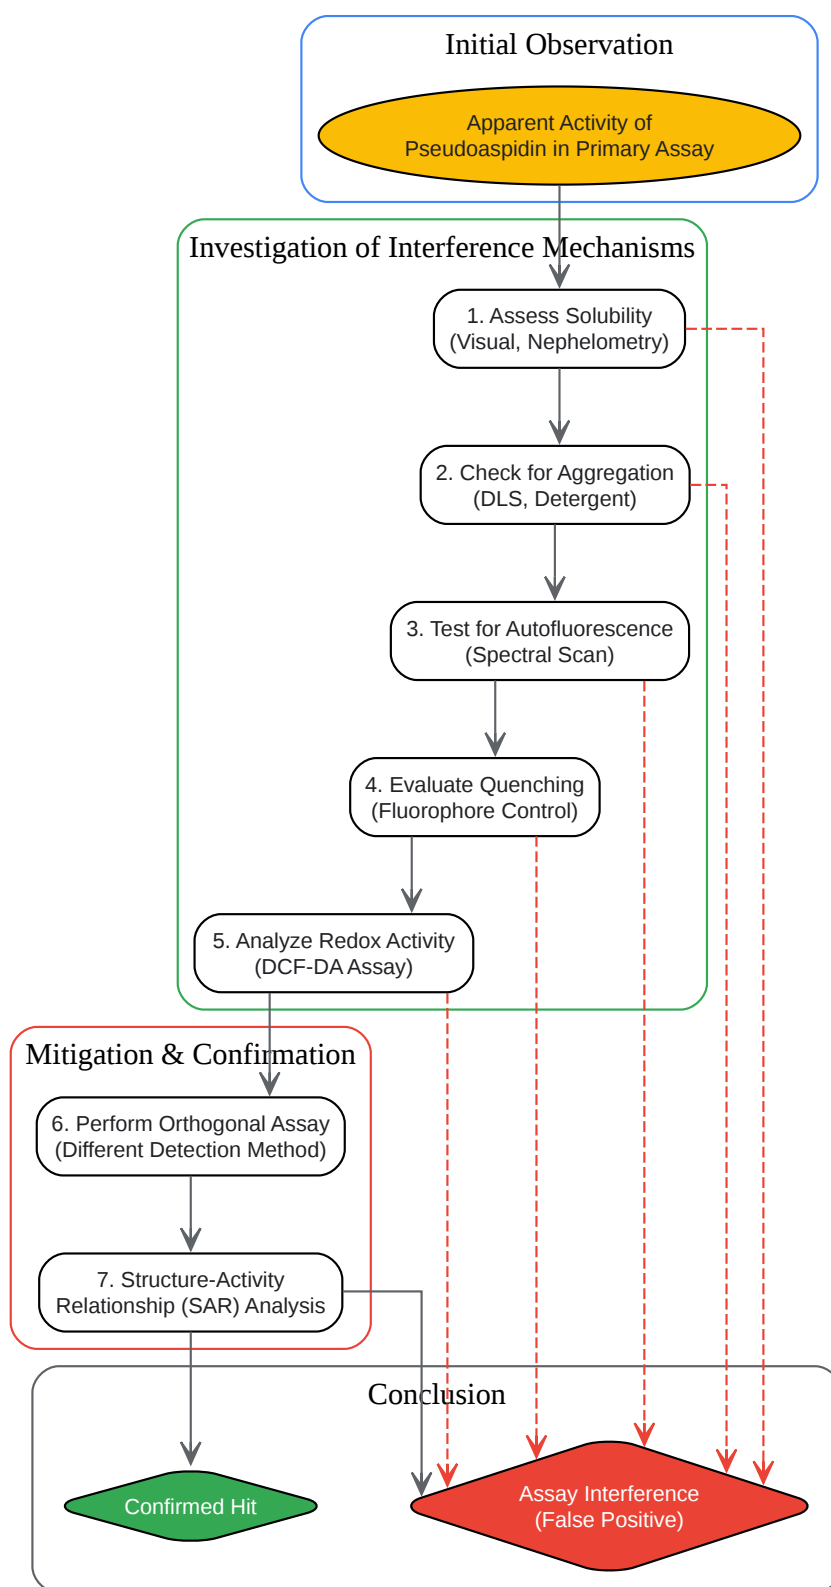 Initial Observation
Apparent Activity of
Pseudoaspidin in Primary Assay
Investigation of Interference Mechanisms
1. Assess Solubility
(Visual, Nephelometry)
2. Check for Aggregation
(DLS, Detergent)
3. Test for Autofluorescence
(Spectral Scan)
4. Evaluate Quenching
(Fluorophore Control)
5. Analyze Redox Activity
(DCF-DA Assay)
Mitigation & Confirmation
6. Perform Orthogonal Assay
(Different Detection Method)
7. Structure-Activity
Relationship (SAR) Analysis
Conclusion
Confirmed Hit
Assay Interference
(False Positive)